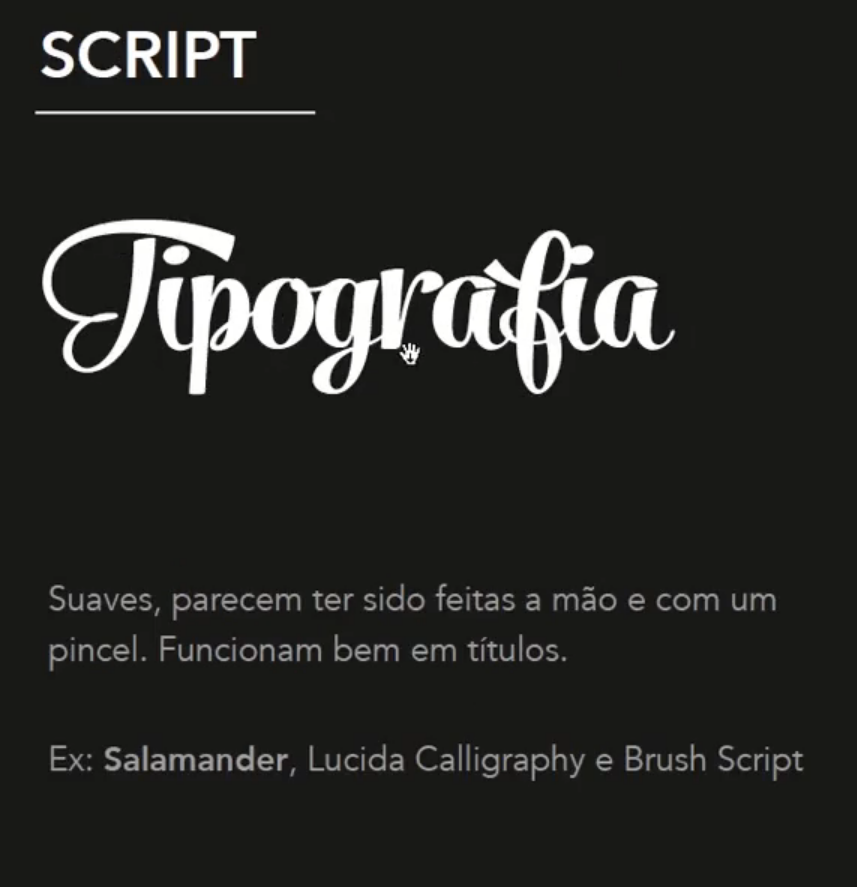 SCRIPT
Tipografia
Suaves, parecem ter sido feitas a mão e com um
pincel. Funcionam bem em títulos.
Ex: Salamander, Lucida Calligraphy e Brush Script